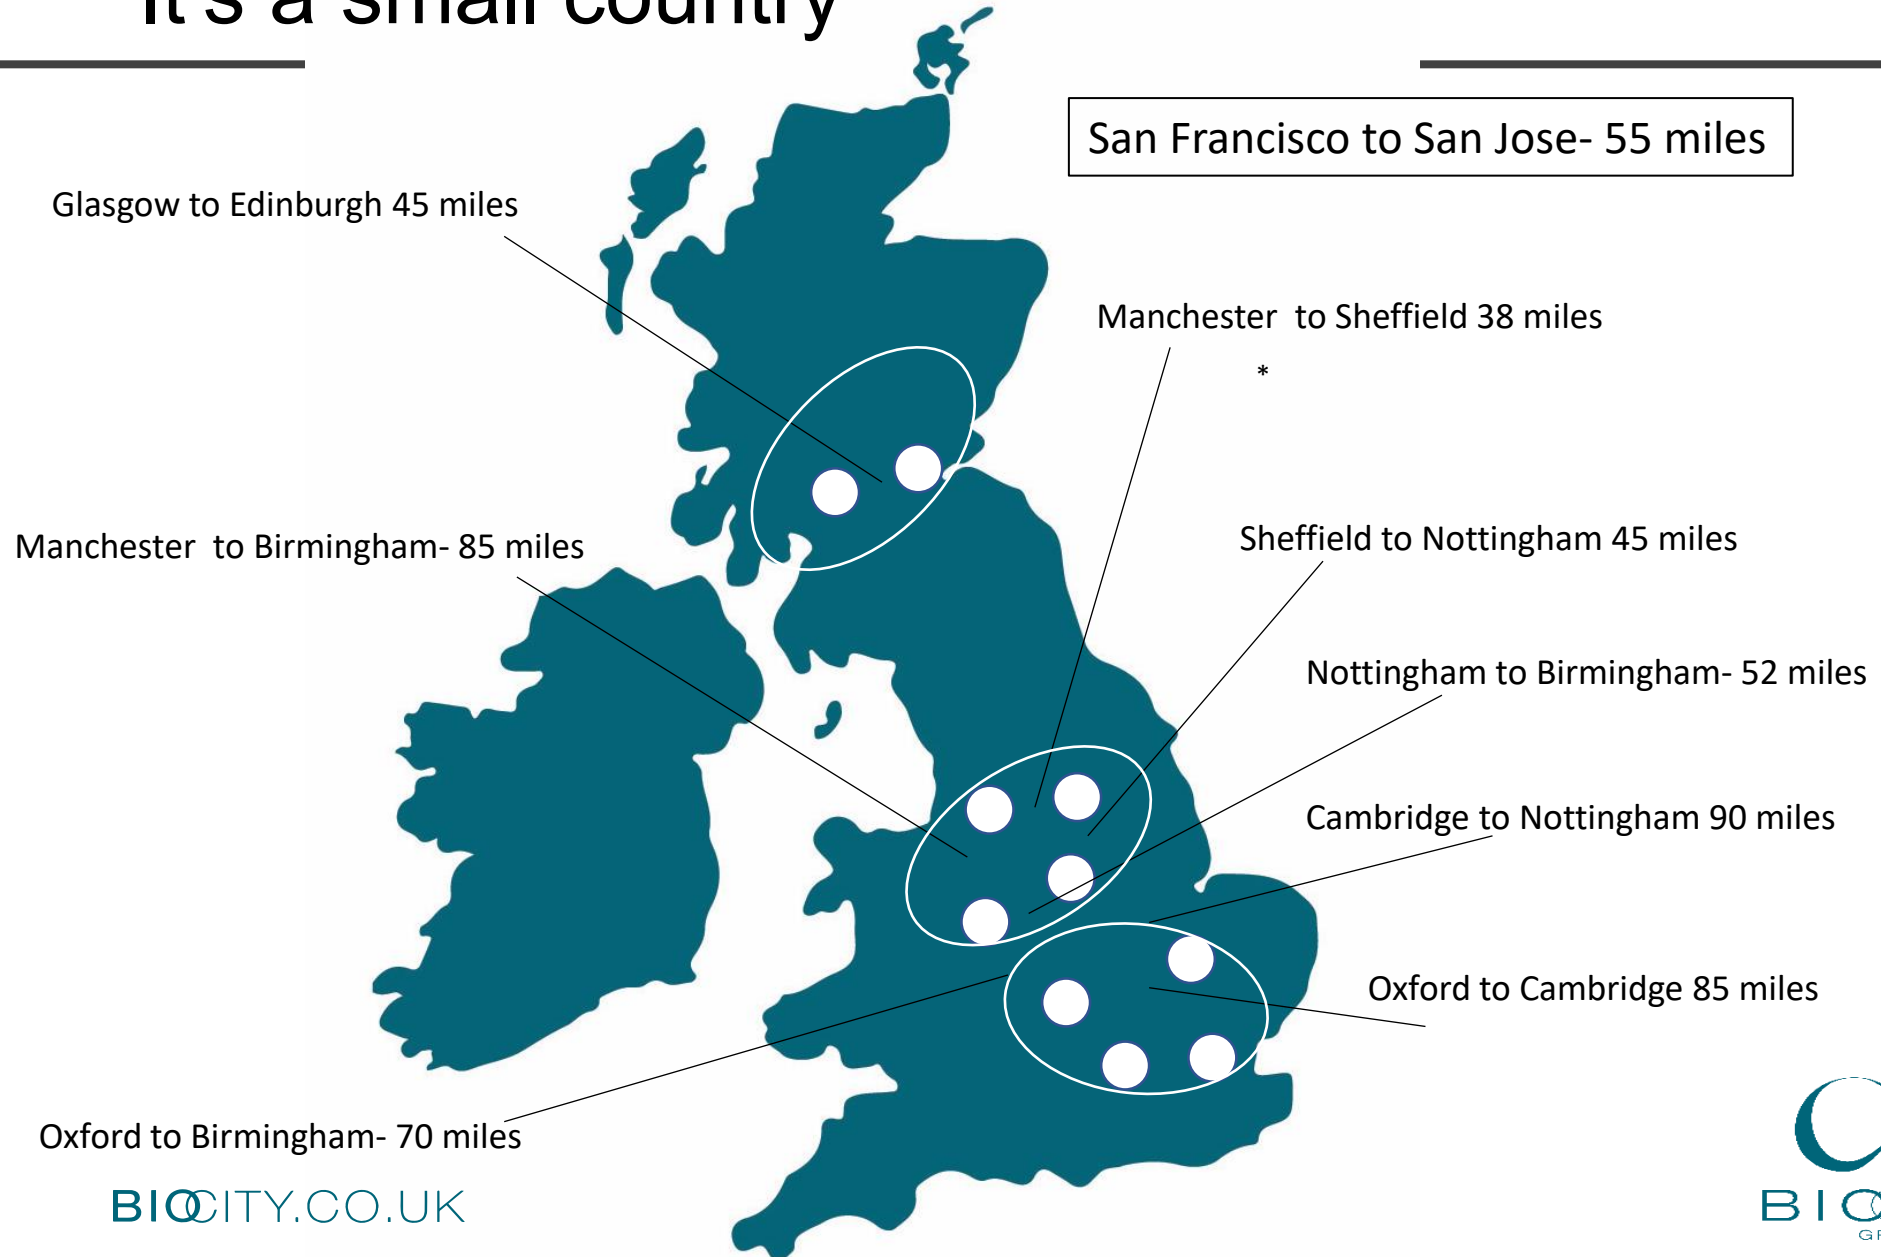 It's a small country
San Francisco to San Jose- 55 miles
Glasgow to Edinburgh 45 miles
Manchester  to Sheffield 38 miles
*
Manchester  to Birmingham- 85 miles
Sheffield to Nottingham 45 miles
Nottingham to Birmingham- 52 miles
Cambridge to Nottingham 90 miles
Oxford to Cambridge 85 miles
Oxford to Birmingham- 70 miles
BIOCITY.CO.UK